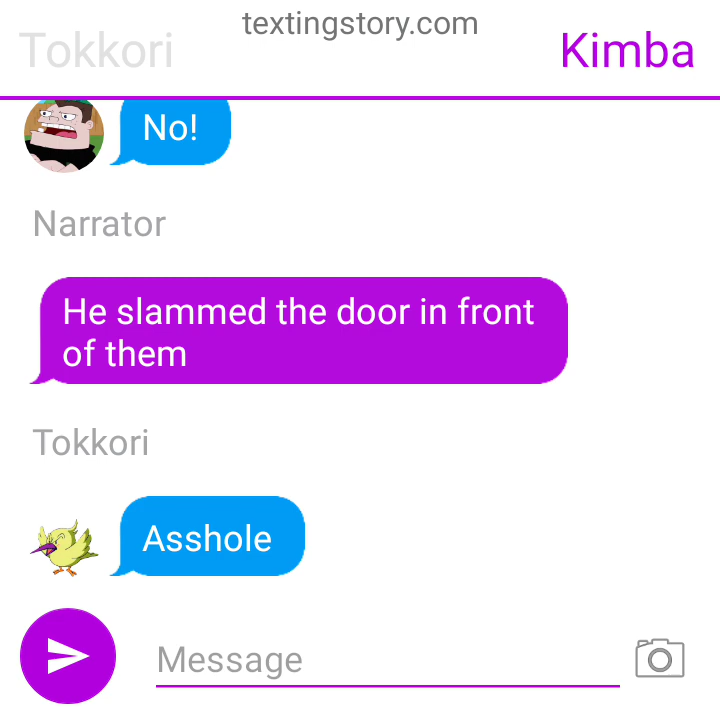 textingstory.com
Tokkori
Kimba
No!
Narrator
He slammed the door in front
of them
Tokkori
Asshole
Message